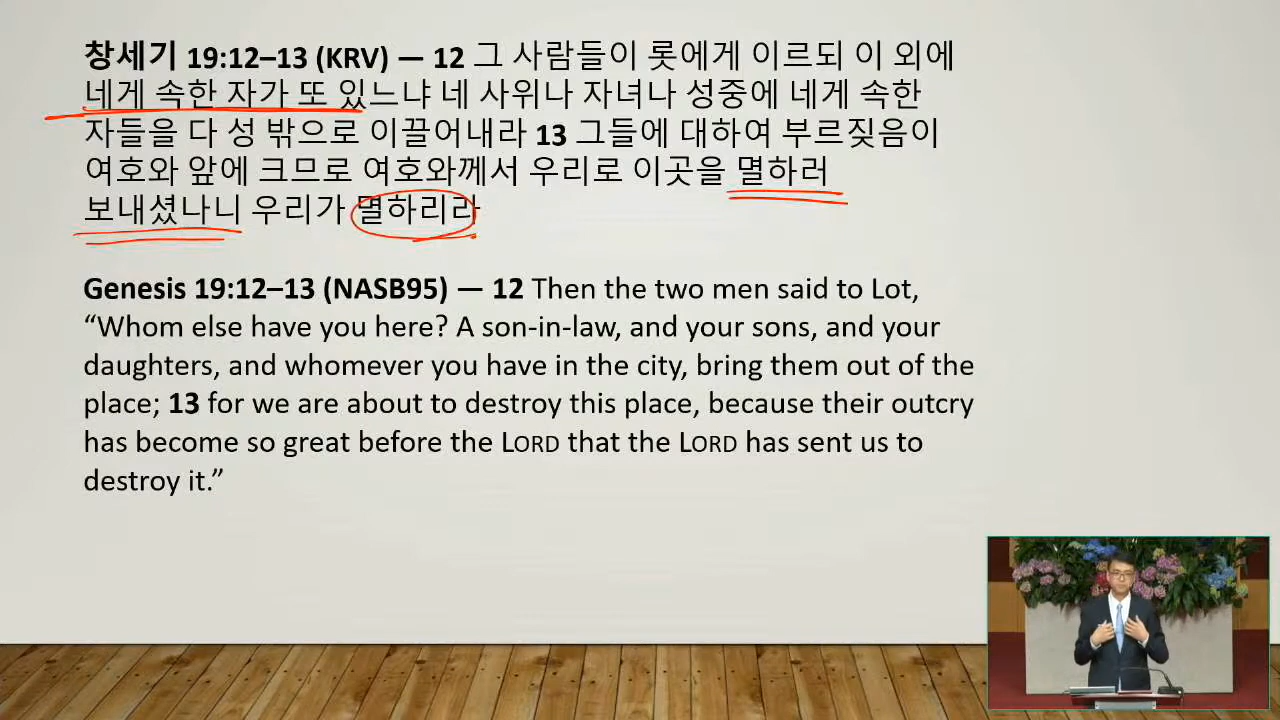 창세기 19:12–13 (KRV) — 12 그 사람들이 롯에게 이르되 이 외에
네게 속한 자가 또 있느냐 네 사위나 자녀나 성중에 네게 속한
자들을 다 성 밖으로 이끌어내라 13 그들에 대하여 부르짖음이
여호와 앞에 크므로 여호와께서 우리로 이곳을 멸하러
보내셨나니 우리가 멸하리라
Genesis 19:12–13 (NASB95) — 12 Then the two men said to Lot,
“Whom else have you here? A son-in-law, and your sons, and your
daughters, and whomever you have in the city, bring them out of the
place; 13 for we are about to destroy this place, because their outcry
has become so great before the LORD that the LORD has sent us to
destroy it.”